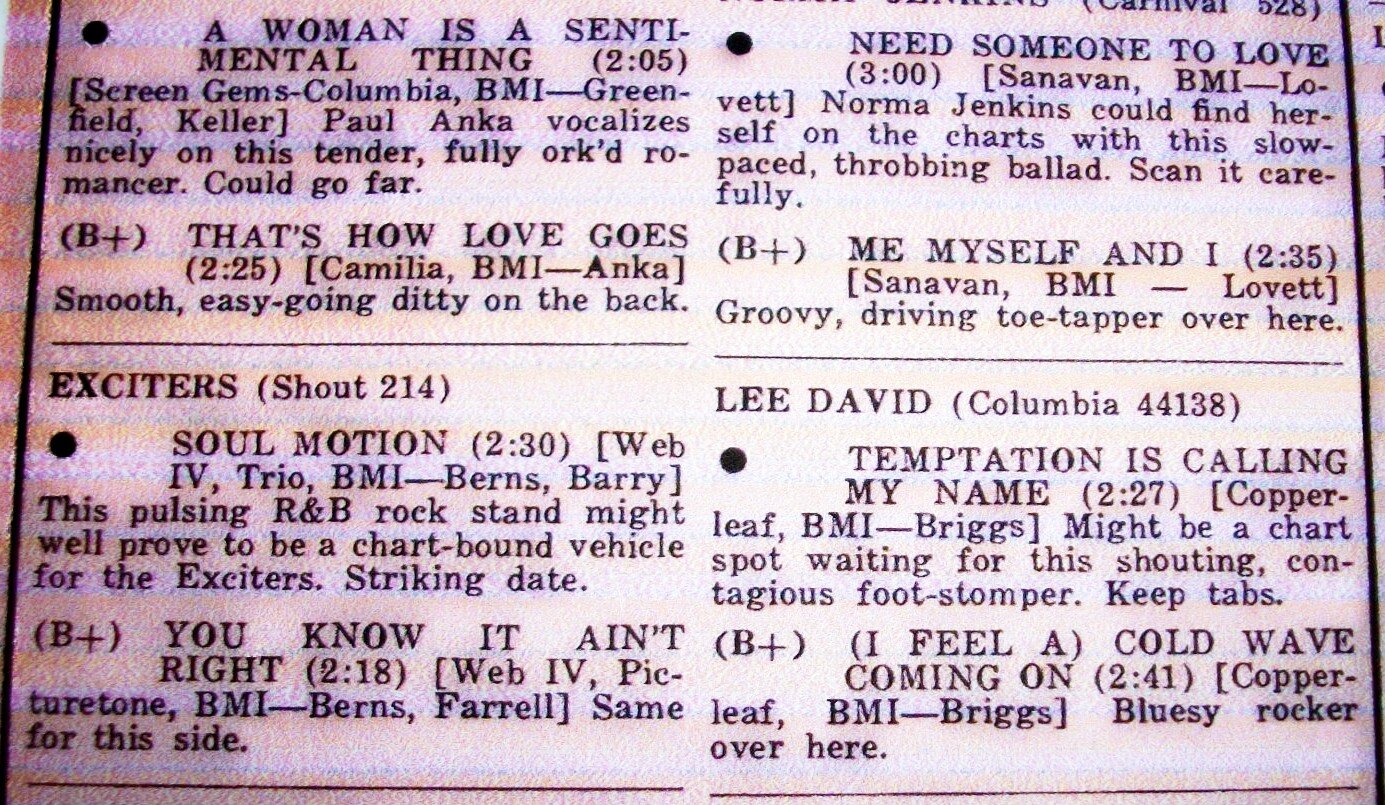 ● A WOMAN IS A SENTI-
MENTAL THING (2:05)
[Screen Gems-Columbia, BMI—Green-
field, Keller] Paul Anka vocalizes
nicely on this tender, fully ork'd ro-
mancer. Could go far.
(B+) THAT'S HOW LOVE GOES
(2:25) [Camilia, BMI—Anka]
Smooth, easy-going ditty on the back.
EXCITERS (Shout 214)
● SOUL MOTION (2:30) [Web
IV, Trio, BMI—Berns, Barry]
This pulsing R&B rock stand might
well prove to be a chart-bound vehicle
for the Exciters. Striking date.
(B+) YOU KNOW IT AIN'T
RIGHT (2:18) [Web IV, Pic-
turetone, BMI—Berns, Farrell] Same
for this side.
NORMA JENKINS (Carnival 528)
● NEED SOMEONE TO LOVE
(3:00) [Sanavan, BMI—Lo-
vett] Norma Jenkins could find her-
self on the charts with this slow-
paced, throbbing ballad. Scan it care-
fully.
(B+) ME MYSELF AND I (2:35)
[Sanavan, BMI — Lovett]
Groovy, driving toe-tapper over here.
LEE DAVID (Columbia 44138)
● TEMPTATION IS CALLING
MY NAME (2:27) [Copper-
leaf, BMI—Briggs] Might be a chart
spot waiting for this shouting, con-
tagious foot-stomper. Keep tabs.
(B+) (I FEEL A) COLD WAVE
COMING ON (2:41) [Copper-
leaf, BMI—Briggs] Bluesy rocker
over here.